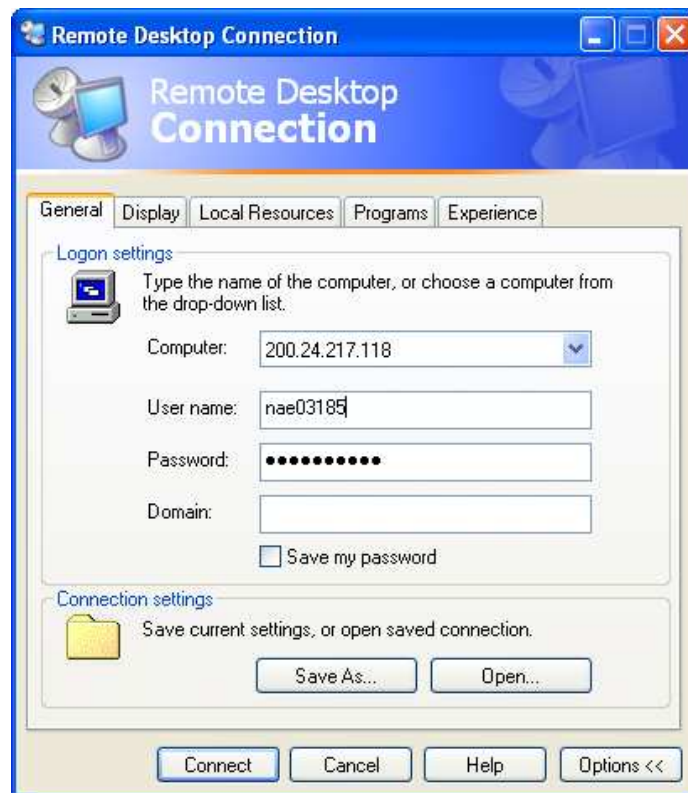 Remote Desktop Connection
Remote Desktop
Connection
General Display Local Resources Programs Experience
Logon settings
Type the name of the computer, or choose a computer from
the drop-down list.
Computer: 200.24.217.118
User name: nae03185
Password: ●●●●●●●●●●
Domain:
Save my password
Connection settings
Save current settings, or open saved connection.
Save As... Open...
Connect Cancel Help Options <<